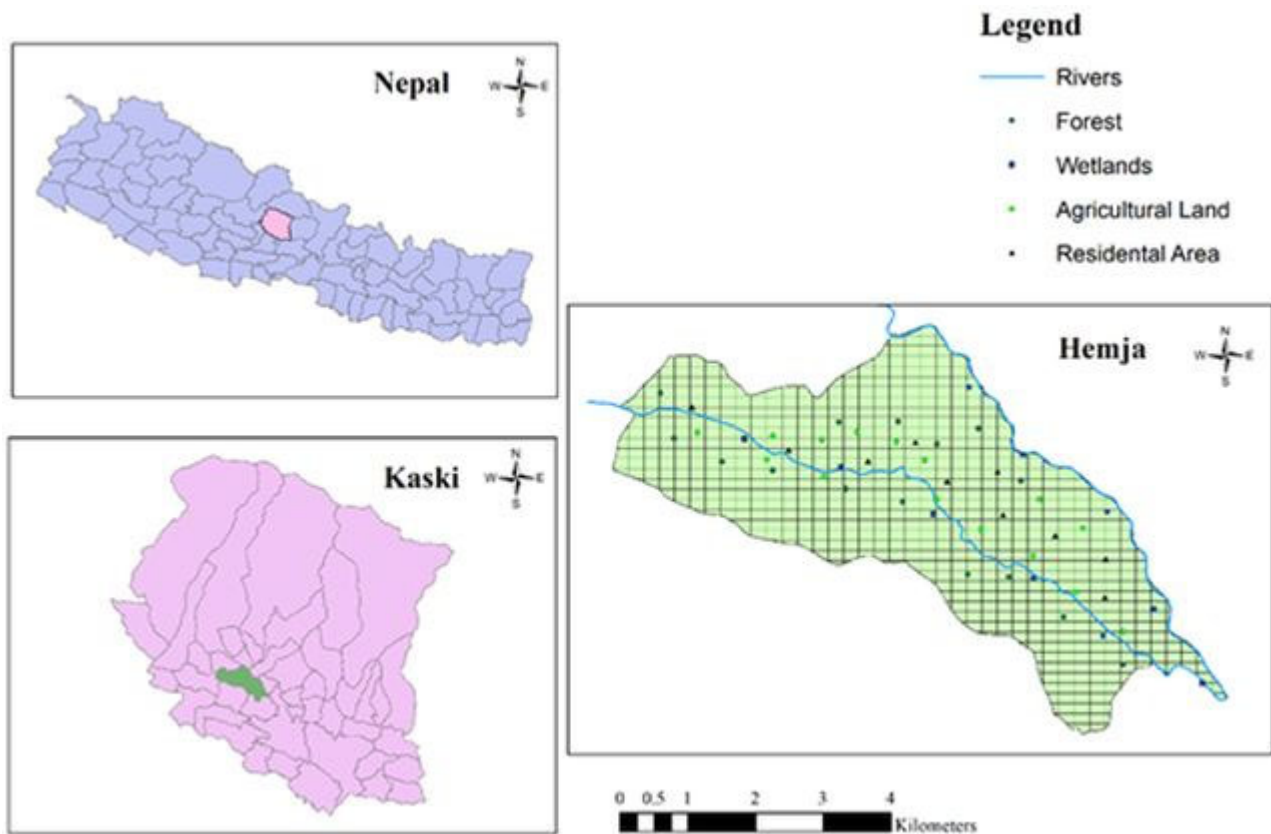 Nepal
N
W E
S
Legend
Rivers
Forest
Wetlands
Agricultural Land
Residental Area
Kaski
N
W E
S
Hemja
N
W E
S
0 0.5 1 2 3 4
Kilometers